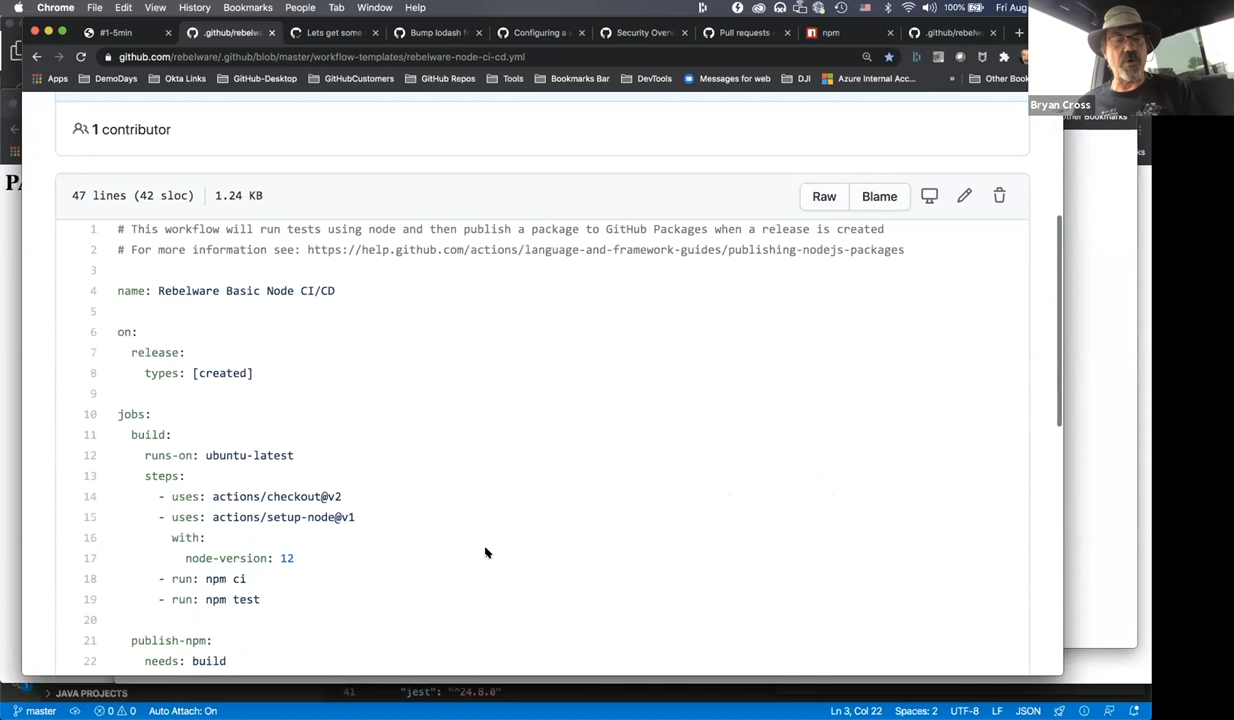 Chrome File Edit View History Bookmarks People Tab Window Help 100% Fri Aug
#1-5min .github/rebelw Lets get some Bump lodash f Configuring a Security Over Pull requests - npm .github/rebelw
github.com/rebelware/.github/blob/master/workflow-templates/rebelware-node-ci-cd.yml
Apps DemoDays Okta Links GitHub-Desktop GitHubCustomers GitHub Repos Tools Bookmarks Bar DevTools Messages for web DJI Azure Internal Acc... » Other Boo
Bryan Cross
Other Bookmarks
1 contributor
47 lines (42 sloc) 1.24 KB Raw Blame
1 # This workflow will run tests using node and then publish a package to GitHub Packages when a release is created
2 # For more information see: https://help.github.com/actions/language-and-framework-guides/publishing-nodejs-packages
3
4 name: Rebelware Basic Node CI/CD
5
6 on:
7 release:
8 types: [created]
9
10 jobs:
11 build:
12 runs-on: ubuntu-latest
13 steps:
14 - uses: actions/checkout@v2
15 - uses: actions/setup-node@v1
16 with:
17 node-version: 12
18 - run: npm ci
19 - run: npm test
20
21 publish-npm:
22 needs: build
JAVA PROJECTS 41 "jest": "^24.8.0"
master 0 0 Auto Attach: On Ln 3, Col 22 Spaces: 2 UTF-8 LF JSON